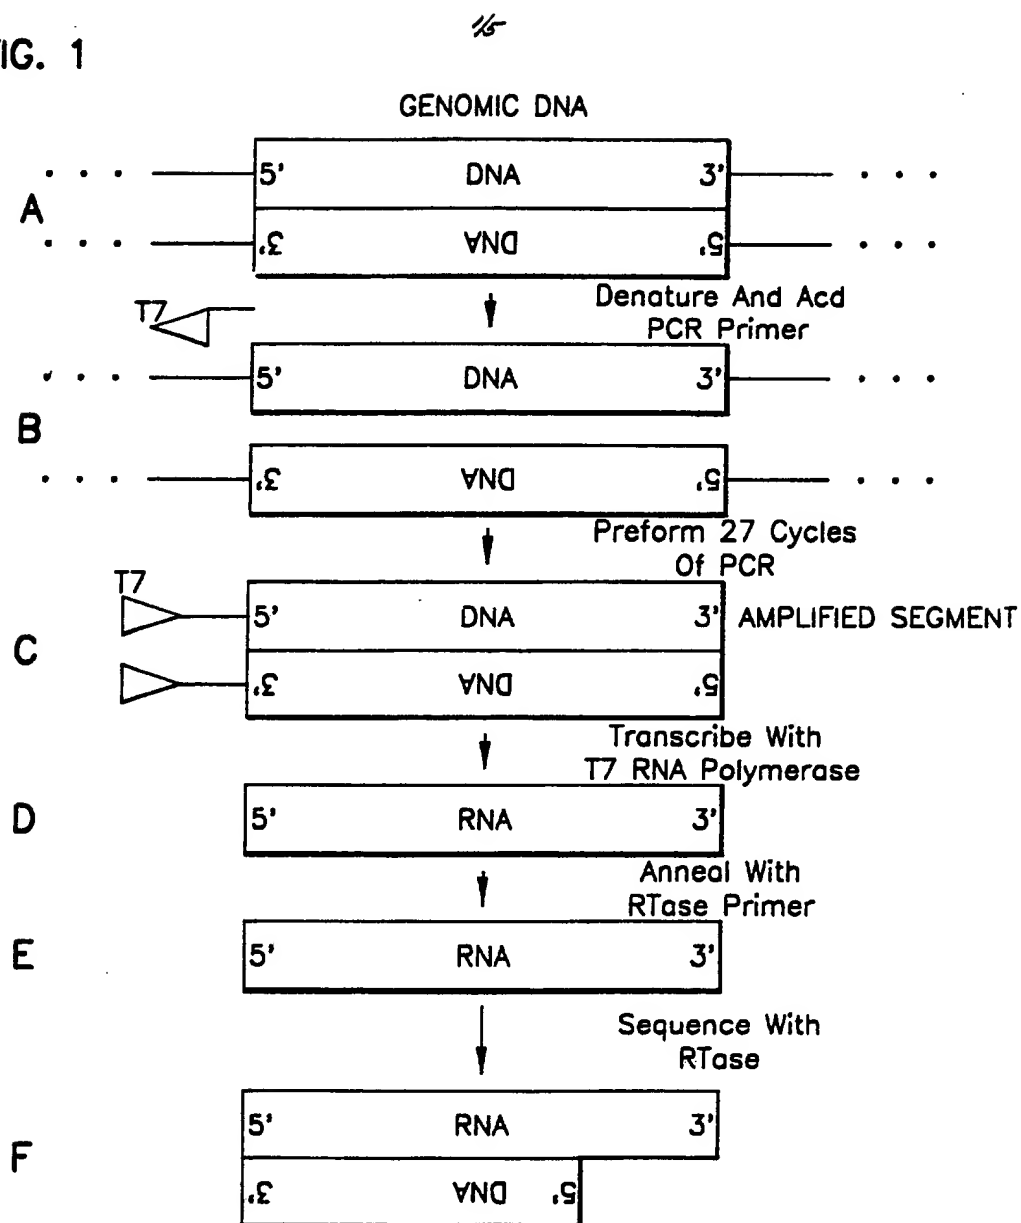 1/5
IG. 1
GENOMIC DNA
5' DNA 3'
A
3' DNA 5'
Denature And Acd
PCR Primer
T7
5' DNA 3'
B
3' DNA 5'
Preform 27 Cycles
Of PCR
T7
5' DNA 3' AMPLIFIED SEGMENT
C
3' DNA 5'
Transcribe With
T7 RNA Polymerase
D 5' RNA 3'
Anneal With
RTase Primer
E 5' RNA 3'
Sequence With
RTase
5' RNA 3'
F
3' DNA 5'